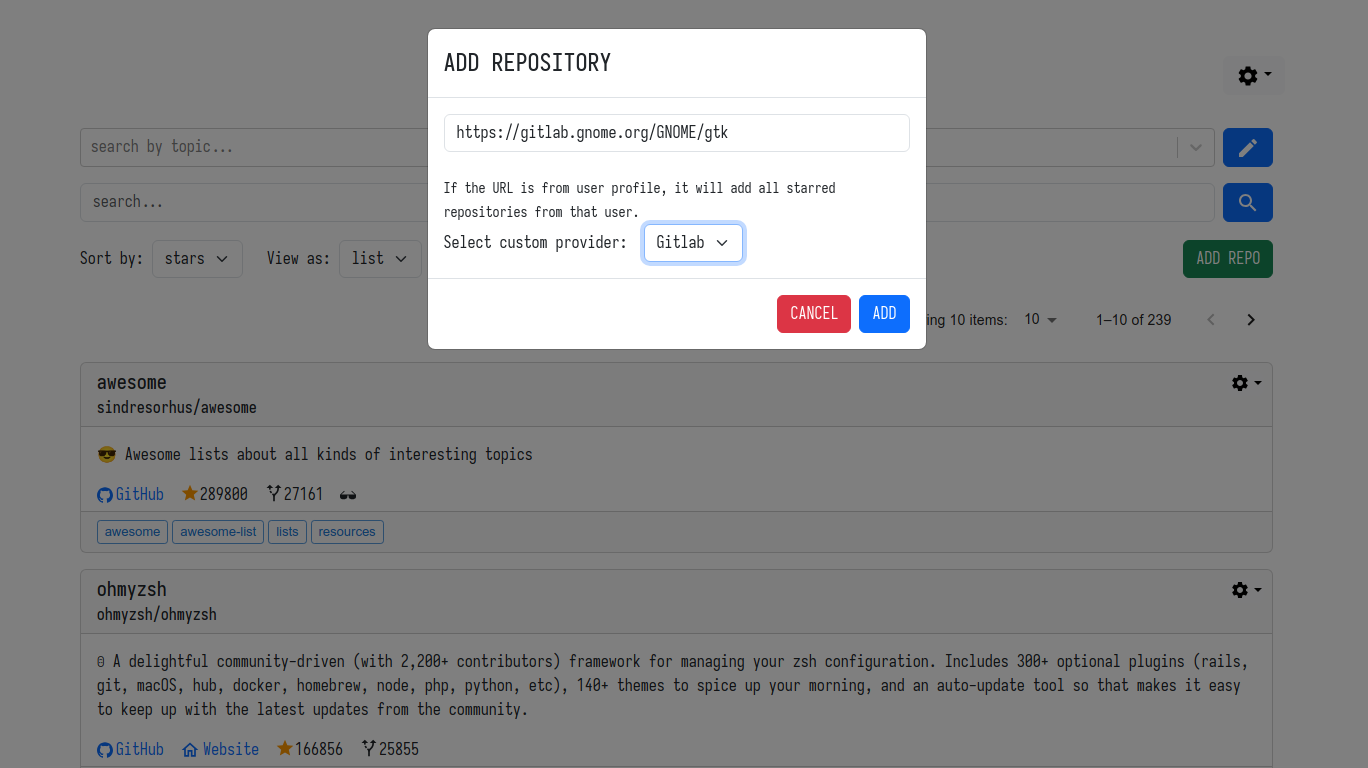 ADD REPOSITORY
https://gitlab.gnome.org/GNOME/gtk
If the URL is from user profile, it will add all starred
repositories from that user.
Select custom provider: Gitlab
CANCEL ADD
search by topic...
search...
Sort by: stars View as: list ADD REPO
ing 10 items: 10 1–10 of 239
awesome
sindresorhus/awesome
😎 Awesome lists about all kinds of interesting topics
GitHub 289800 27161
awesome awesome-list lists resources
ohmyzsh
ohmyzsh/ohmyzsh
A delightful community-driven (with 2,200+ contributors) framework for managing your zsh configuration. Includes 300+ optional plugins (rails,
git, macOS, hub, docker, homebrew, node, php, python, etc), 140+ themes to spice up your morning, and an auto-update tool so that makes it easy
to keep up with the latest updates from the community.
GitHub Website 166856 25855